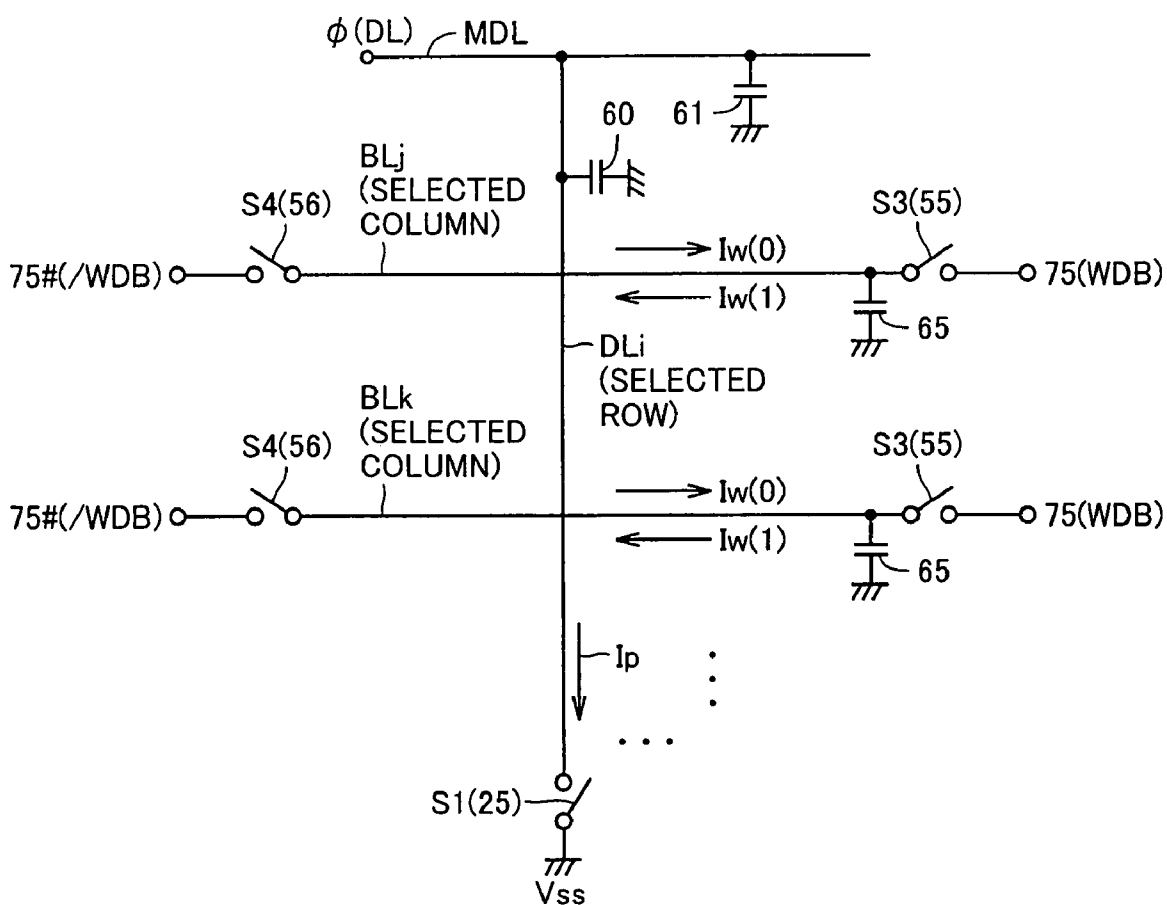 φ(DL)
MDL
61
60
BLj
(SELECTED
COLUMN)
S4(56)
S3(55)
Iw(0)
75#(/WDB)
75(WDB)
Iw(1)
65
DLi
(SELECTED
ROW)
BLk
(SELECTED
COLUMN)
S4(56)
S3(55)
Iw(0)
75#(/WDB)
75(WDB)
Iw(1)
65
Ip
S1(25)
Vss